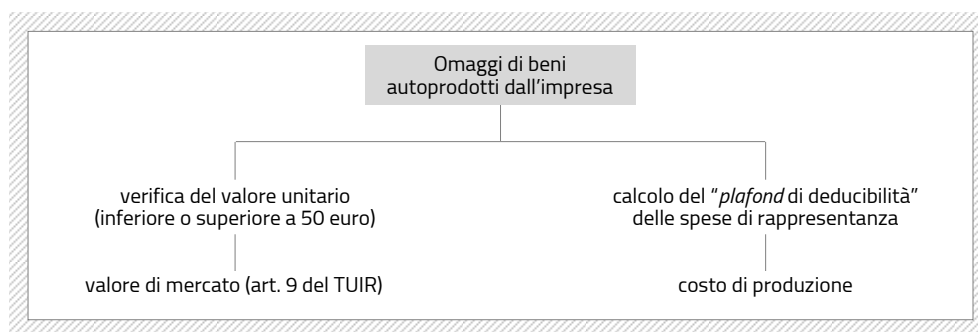 Omaggi di beni
autoprodotti dall'impresa
verifica del valore unitario
(inferiore o superiore a 50 euro)
valore di mercato (art. 9 del TUIR)
calcolo del “plafond di deducibilità”
delle spese di rappresentanza
costo di produzione